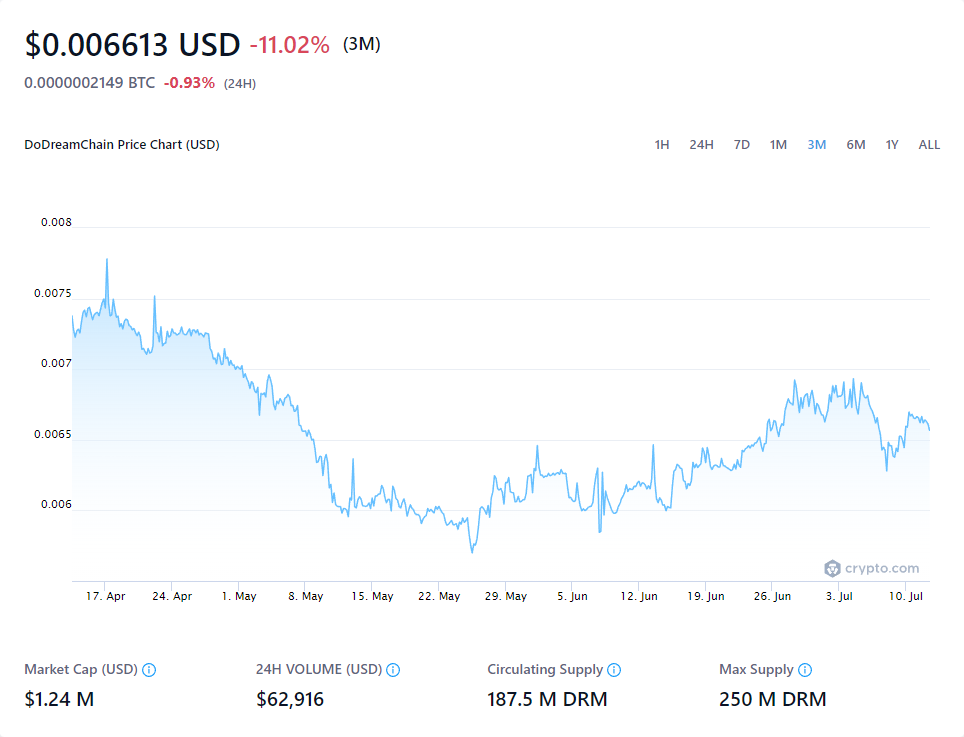 $0.006613 USD -11.02% (3M)
0.0000002149 BTC -0.93% (24H)
DoDreamChain Price Chart (USD) 1H 24H 7D 1M 3M 6M 1Y ALL
0.008
0.0075
0.007
0.0065
0.006
crypto.com
17. Apr 24. Apr 1. May 8. May 15. May 22. May 29. May 5. Jun 12. Jun 19. Jun 26. Jun 3. Jul 10. Jul
Market Cap (USD) 24H VOLUME (USD) Circulating Supply Max Supply
$1.24 M $62,916 187.5 M DRM 250 M DRM